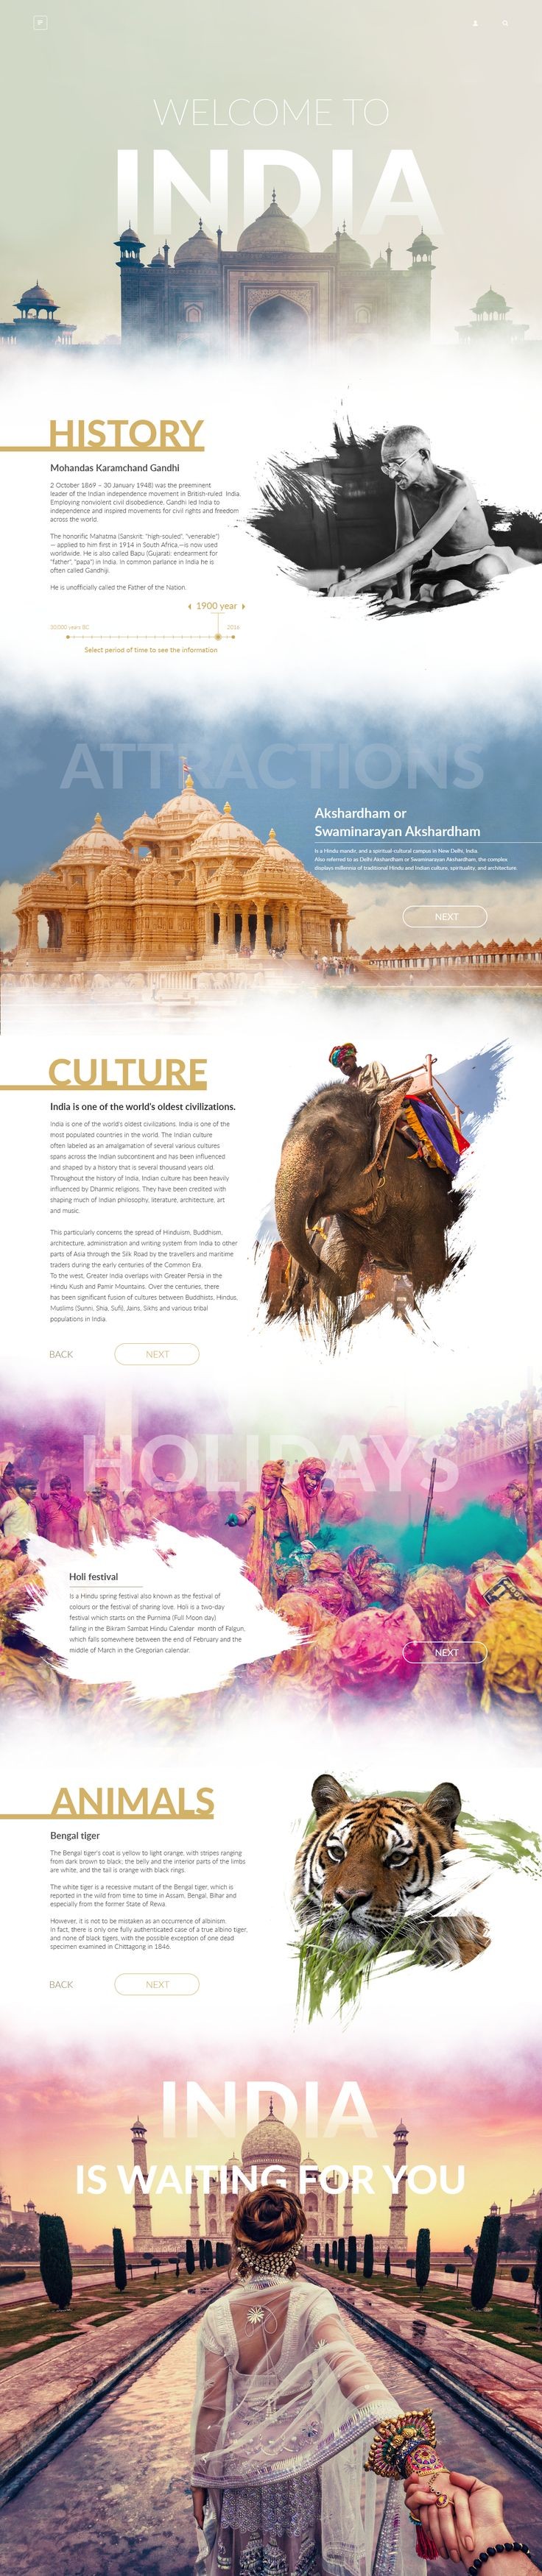 WELCOME TO
INDIA
HISTORY
Mohandas Karamchand Gandhi
2 October 1869 – 30 January 1948) was the preeminent
leader of the Indian independence movement in British-ruled India.
Employing nonviolent civil disobedience, Gandhi led India to
independence and inspired movements for civil rights and freedom
across the world.
The honorific Mahatma (Sanskrit: "high-souled", "venerable")
— applied to him first in 1914 in South Africa,—is now used
worldwide. He is also called Bapu (Gujarati: endearment for
"father", "papa") in India. In common parlance in India he is
often called Gandhiji.
He is unofficially called the Father of the Nation.
1900 year
30000 years BC
2016
Select period of time to see the information
ATTRACTIONS
Akshardham or
Swaminarayan Akshardham
Is a Hindu mandir, and a spiritual-cultural campus in New Delhi, India.
Also referred to as Delhi Akshardham or Swaminarayan Akshardham, the complex
displays millennia of traditional Hindu and Indian culture, spirituality, and architecture.
NEXT
CULTURE
India is one of the world's oldest civilizations.
India is one of the world's oldest civilizations. India is one of the
most populated countries in the world. The Indian culture
often labeled as an amalgamation of several various cultures
spans across the Indian subcontinent and has been influenced
and shaped by a history that is several thousand years old.
Throughout the history of India, Indian culture has been heavily
influenced by Dharmic religions. They have been credited with
shaping much of Indian philosophy, literature, architecture, art
and music.
This particularly concerns the spread of Hinduism, Buddhism,
architecture, administration and writing system from India to other
parts of Asia through the Silk Road by the travellers and maritime
traders during the early centuries of the Common Era.
To the west, Greater India overlaps with Greater Persia in the
Hindu Kush and Pamir Mountains. Over the centuries, there
has been significant fusion of cultures between Buddhists, Hindus,
Muslims (Sunni, Shia, Sufi), Jains, Sikhs and various tribal
populations in India.
BACK
NEXT
HOLIDAYS
Holi festival
Is a Hindu spring festival also known as the festival of
colours or the festival of sharing love. Holi is a two-day
festival which starts on the Purnima (Full Moon day)
falling in the Bikram Sambat Hindu Calendar month of Falgun,
which falls somewhere between the end of February and the
middle of March in the Gregorian calendar.
NEXT
ANIMALS
Bengal tiger
The Bengal tiger's coat is yellow to light orange, with stripes ranging
from dark brown to black; the belly and the interior parts of the limbs
are white, and the tail is orange with black rings.
The white tiger is a recessive mutant of the Bengal tiger, which is
reported in the wild from time to time in Assam, Bengal, Bihar and
especially from the former State of Rewa.
However, it is not to be mistaken as an occurrence of albinism.
In fact, there is only one fully authenticated case of a true albino tiger,
and none of black tigers, with the possible exception of one dead
specimen examined in Chittagong in 1846.
BACK
NEXT
INDIA
IS WAITING FOR YOU